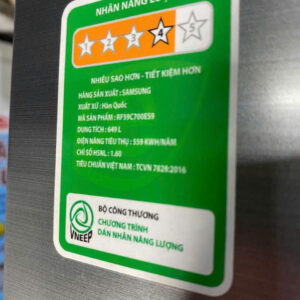 NHÃN NĂNG LƯỢ
1 2 3 4 5
NHIỀU SAO HƠN - TIẾT KIỆM HƠN
HÃNG SẢN XUẤT : SAMSUNG
XUẤT XỨ : Hàn Quốc
MÃ SẢN PHẨM : RF59C700ES9
DUNG TÍCH : 649 L
ĐIỆN NĂNG TIÊU THỤ : 559 KWH/NĂM
CHỈ SỐ HSNL : 1.60
TIÊU CHUẨN VIỆT NAM : TCVN 7828:2016
BỘ CÔNG THƯƠNG
CHƯƠNG TRÌNH
DÁN NHÃN NĂNG LƯỢNG
VNEEP